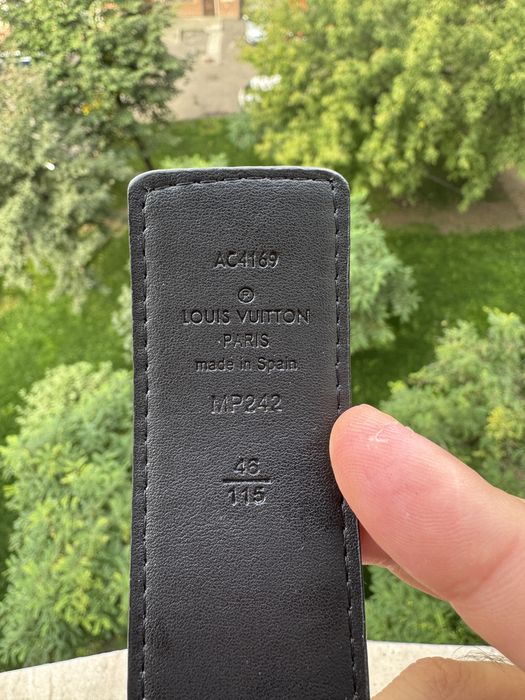 AC4169
Ⓟ
LOUIS VUITTON
PARIS
made in Spain
MP242
46
115